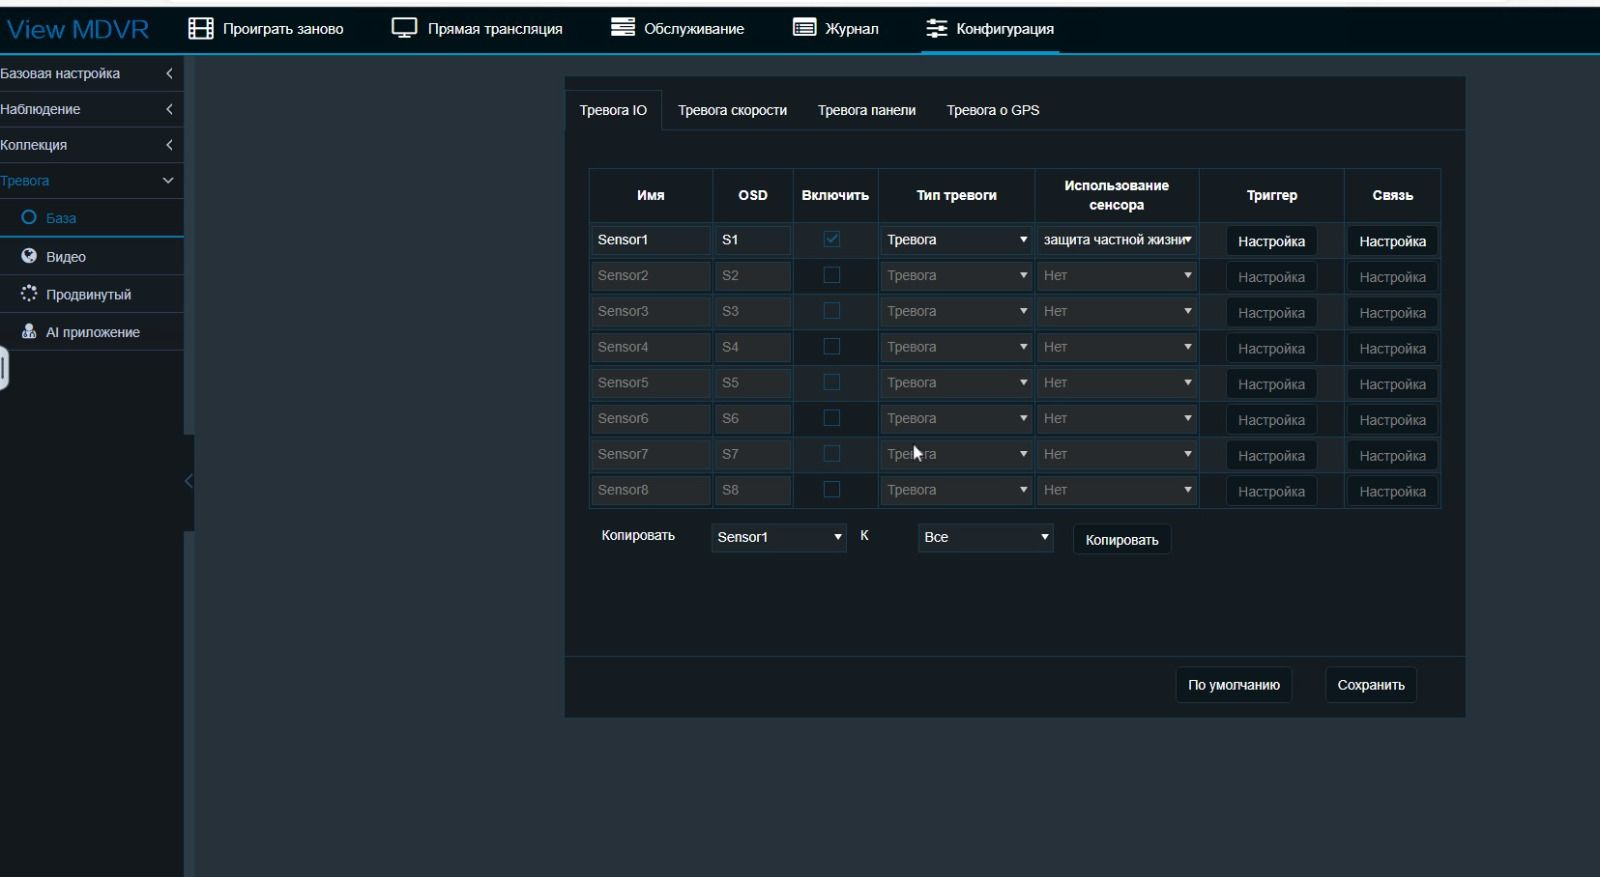 View MDVR
Проиграть заново
Прямая трансляция
Обслуживание
Журнал
Конфигурация
Базовая настройка
Наблюдение
Коллекция
Тревога
База
Видео
Продвинутый
AI приложение
Тревога IO
Тревога скорости
Тревога панели
Тревога о GPS
Имя OSD Включить Тип тревоги Использование сенсора Триггер Связь
Sensor1 S1 Тревога защита частной жизни Настройка Настройка
Sensor2 S2 Тревога Нет Настройка Настройка
Sensor3 S3 Тревога Нет Настройка Настройка
Sensor4 S4 Тревога Нет Настройка Настройка
Sensor5 S5 Тревога Нет Настройка Настройка
Sensor6 S6 Тревога Нет Настройка Настройка
Sensor7 S7 Тревога Нет Настройка Настройка
Sensor8 S8 Тревога Нет Настройка Настройка
Копировать Sensor1 К Все Копировать
По умолчанию Сохранить